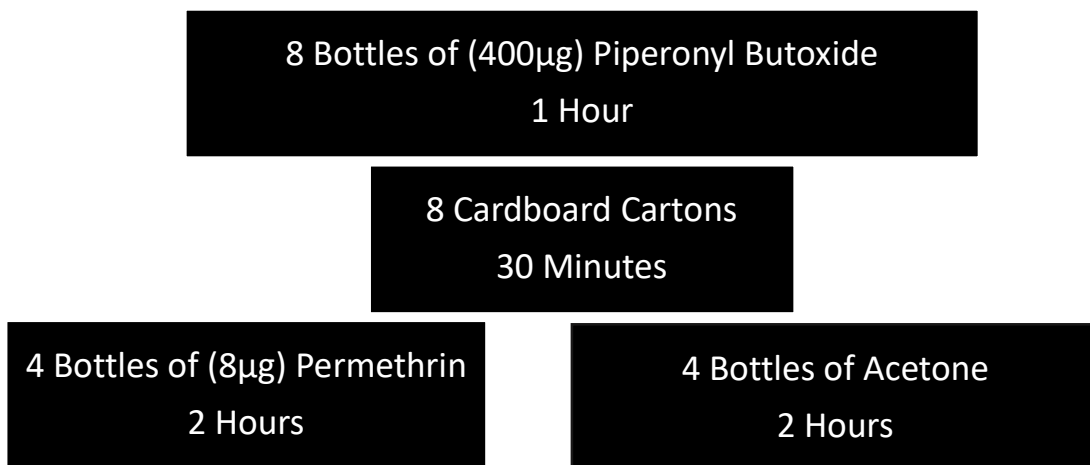 8 Bottles of (400µg) Piperonyl Butoxide
1 Hour
8 Cardboard Cartons
30 Minutes
4 Bottles of (8µg) Permethrin
2 Hours
4 Bottles of Acetone
2 Hours